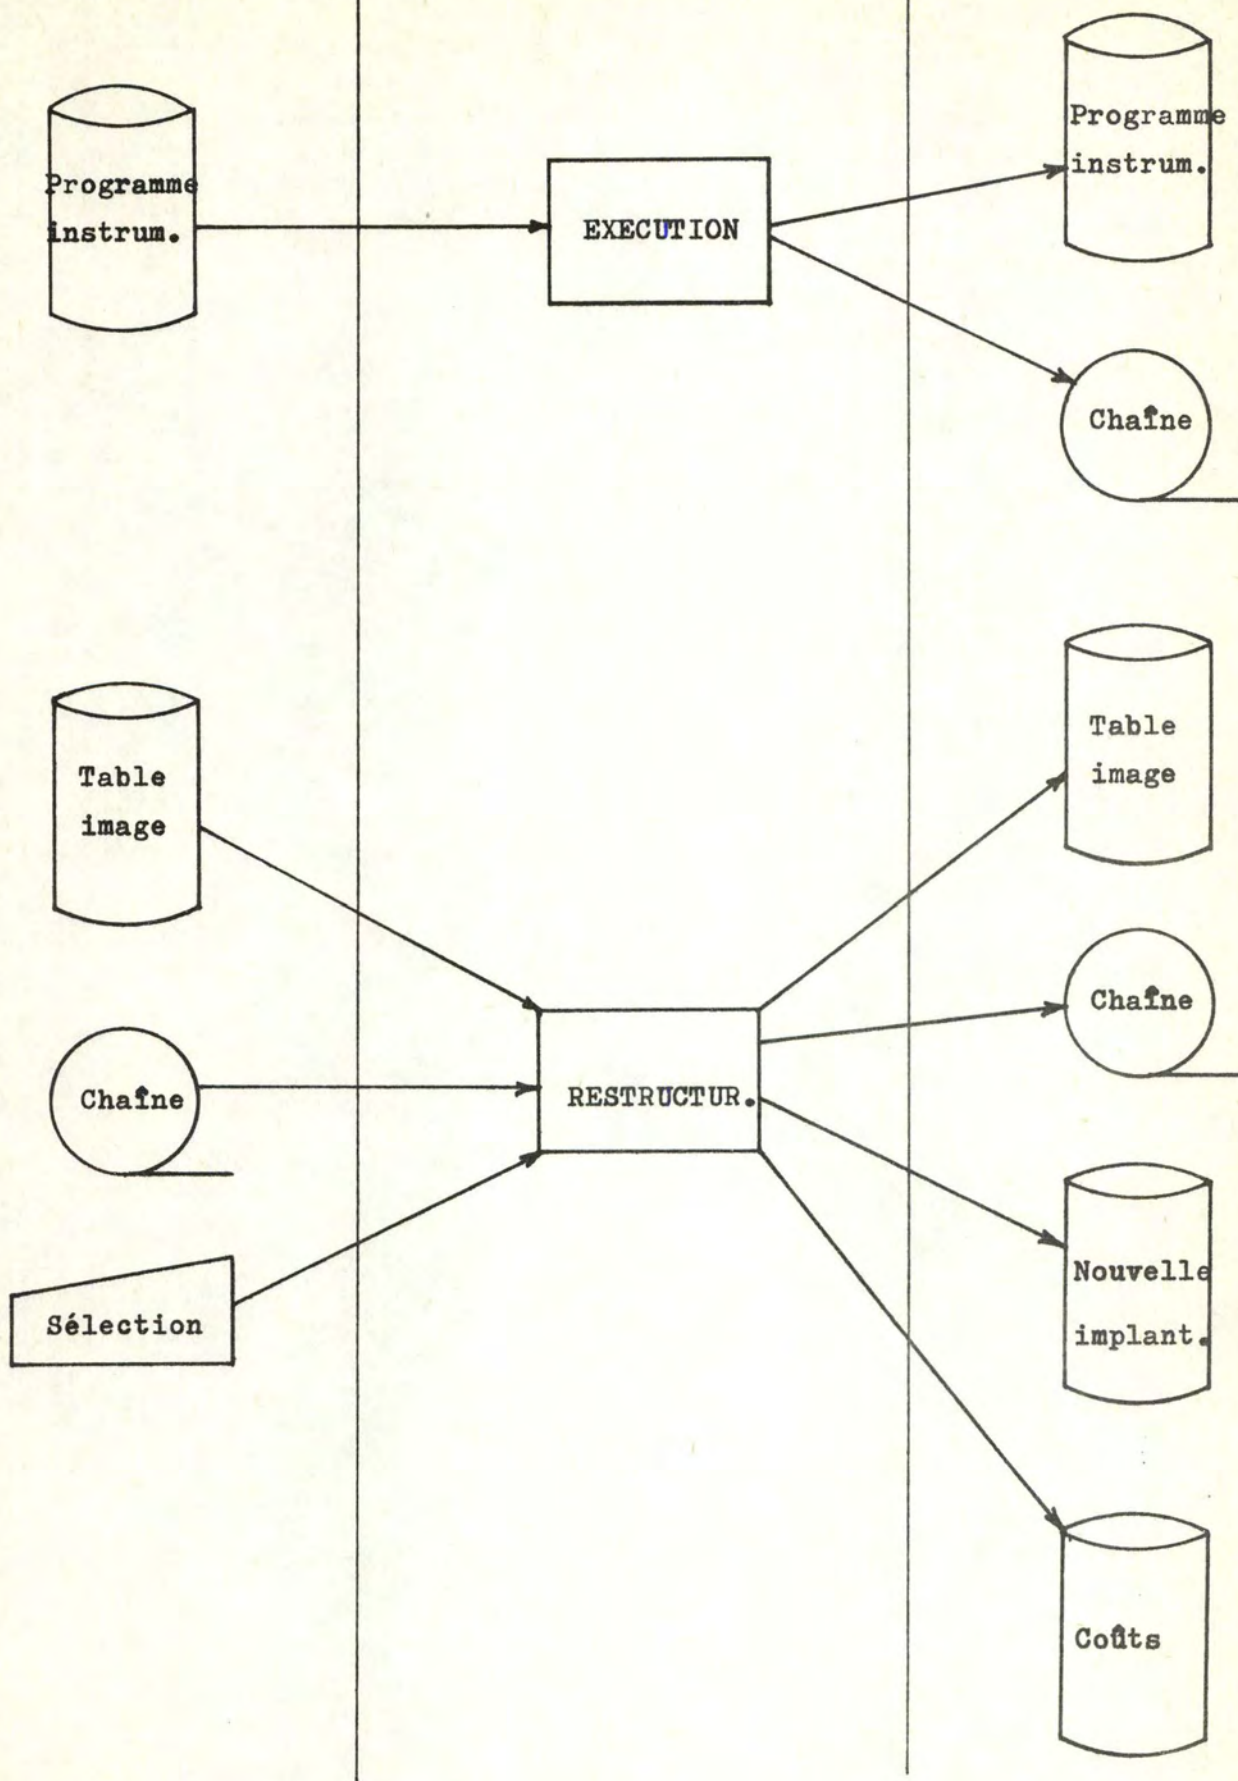 Programme
instrum.
EXECUTION
Programme
instrum.
Chaîne
Table
image
Chaîne
Sélection
RESTRUCTUR.
Table
image
Chaîne
Nouvelle
implant.
Coûts